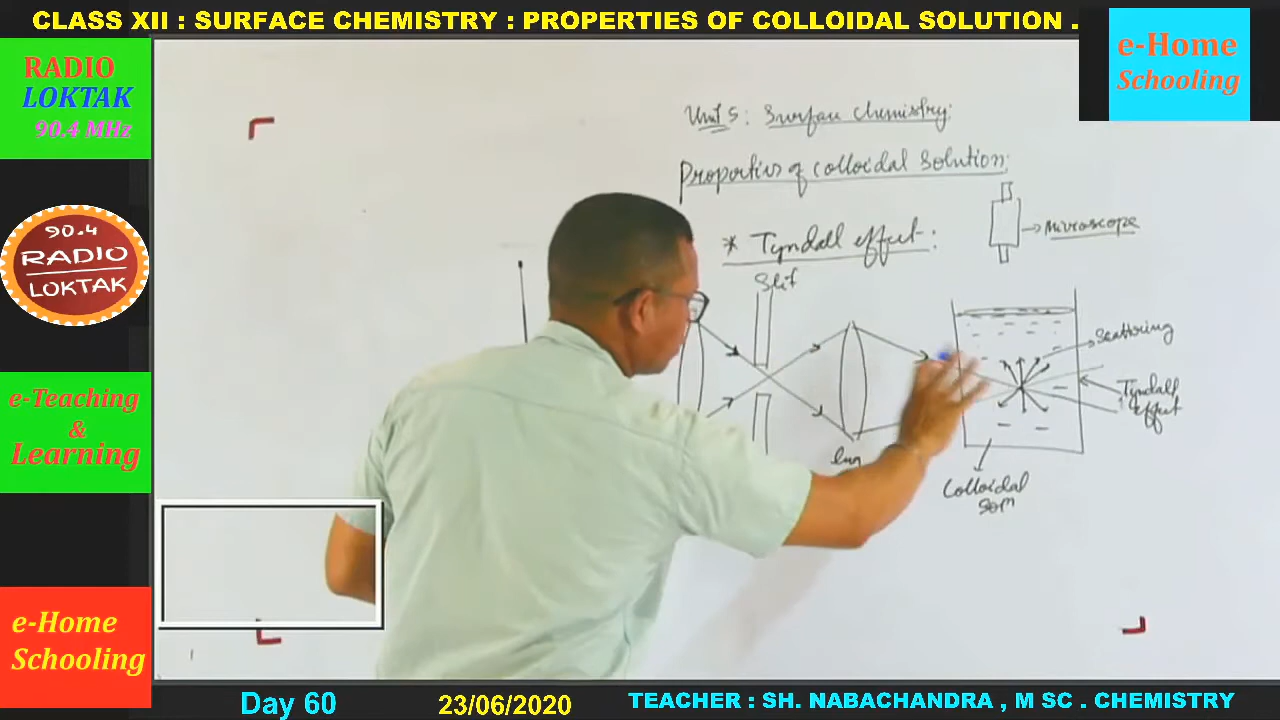 CLASS XII : SURFACE CHEMISTRY : PROPERTIES OF COLLOIDAL SOLUTION .
e-Home
Schooling
RADIO
LOKTAK
90.4 MHz
90.4
RADIO
LOKTAK
e-Teaching
&
Learning
e-Home
Schooling
Unit 5: Surface Chemistry:
Properties of Colloidal Solution:
* Tyndall effect:
Microscope
Slit
Scattering
Tyndall
effect
Colloidal
Day 60
23/06/2020
TEACHER : SH. NABACHANDRA , M SC . CHEMISTRY